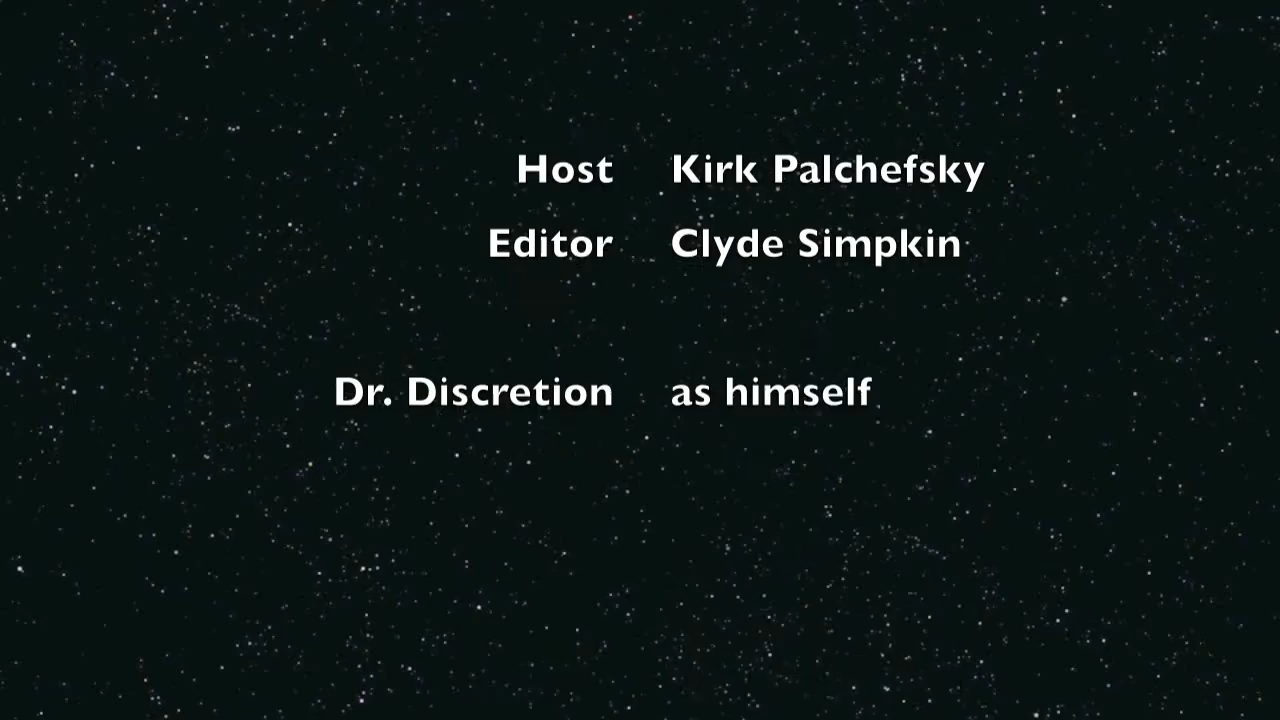 Host Kirk Palchefsky
Editor Clyde Simpkin
Dr. Discretion as himself